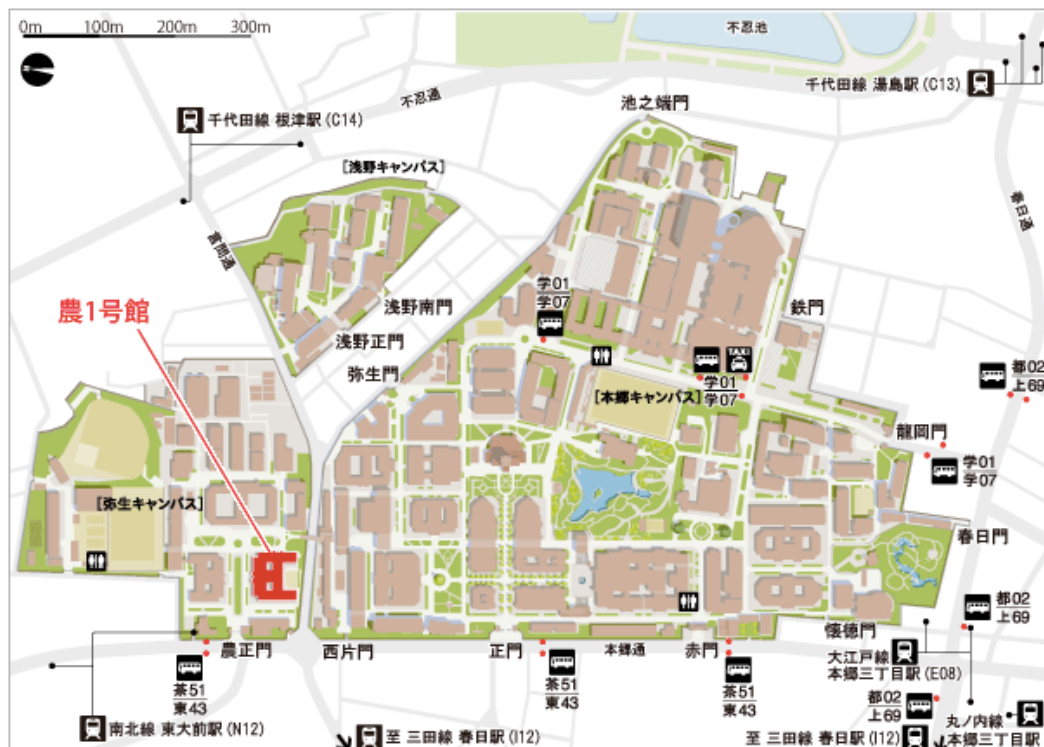 0m 100m 200m 300m
不忍池
千代田線 湯島駅(C13)
不忍通
池之端門
千代田線 根津駅(C14)
[浅野キャンパス]
春日通
言問通
農1号館
学01
学07
浅野南門
鉄門
浅野正門
弥生門
都02
上69
TAXI
学01
学07
[本郷キャンパス]
龍岡門
学01
学07
[弥生キャンパス]
春日門
都02
上69
懐徳門
農正門
西片門
正門
本郷通
赤門
大江戸線
本郷三丁目駅(E08)
茶51
東43
茶51
東43
茶51
東43
都02
上69
南北線 東大前駅(N12)
至 三田線 春日駅(I12)
至 三田線 春日駅(I12)
丸ノ内線
本郷三丁目駅